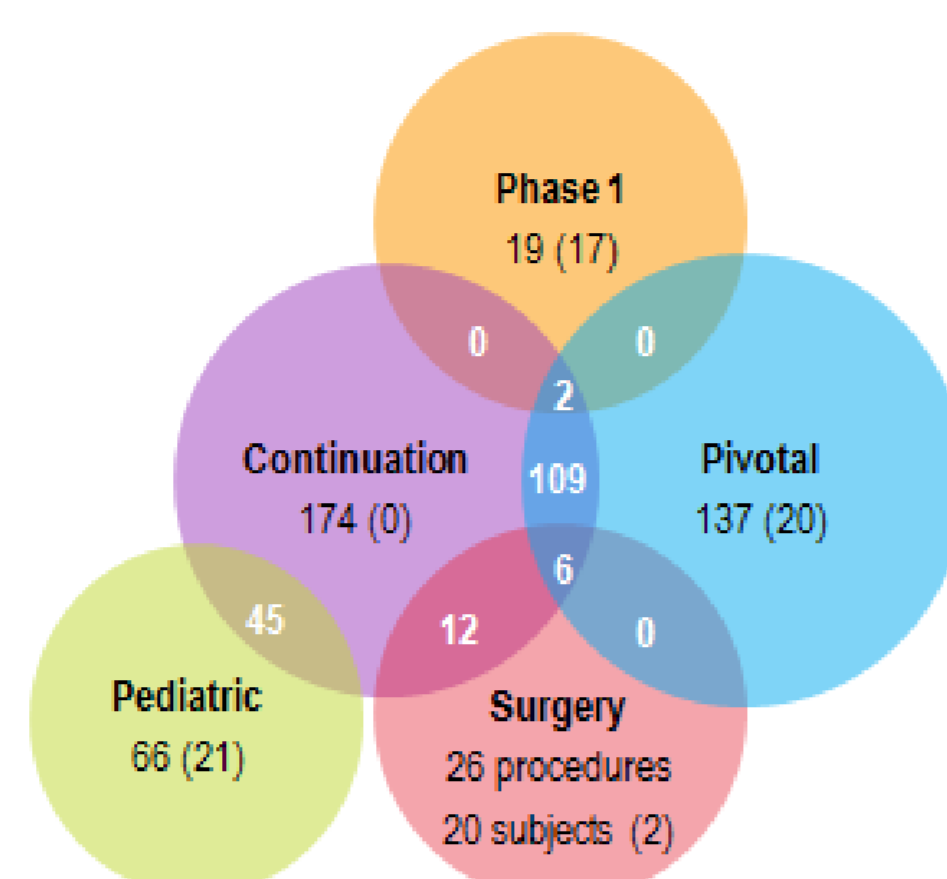 Phase 1
19 (17)
0
0
2
Continuation
174 (0)
109
Pivotal
137 (20)
6
45
12
0
Pediatric
66 (21)
Surgery
26 procedures
20 subjects (2)